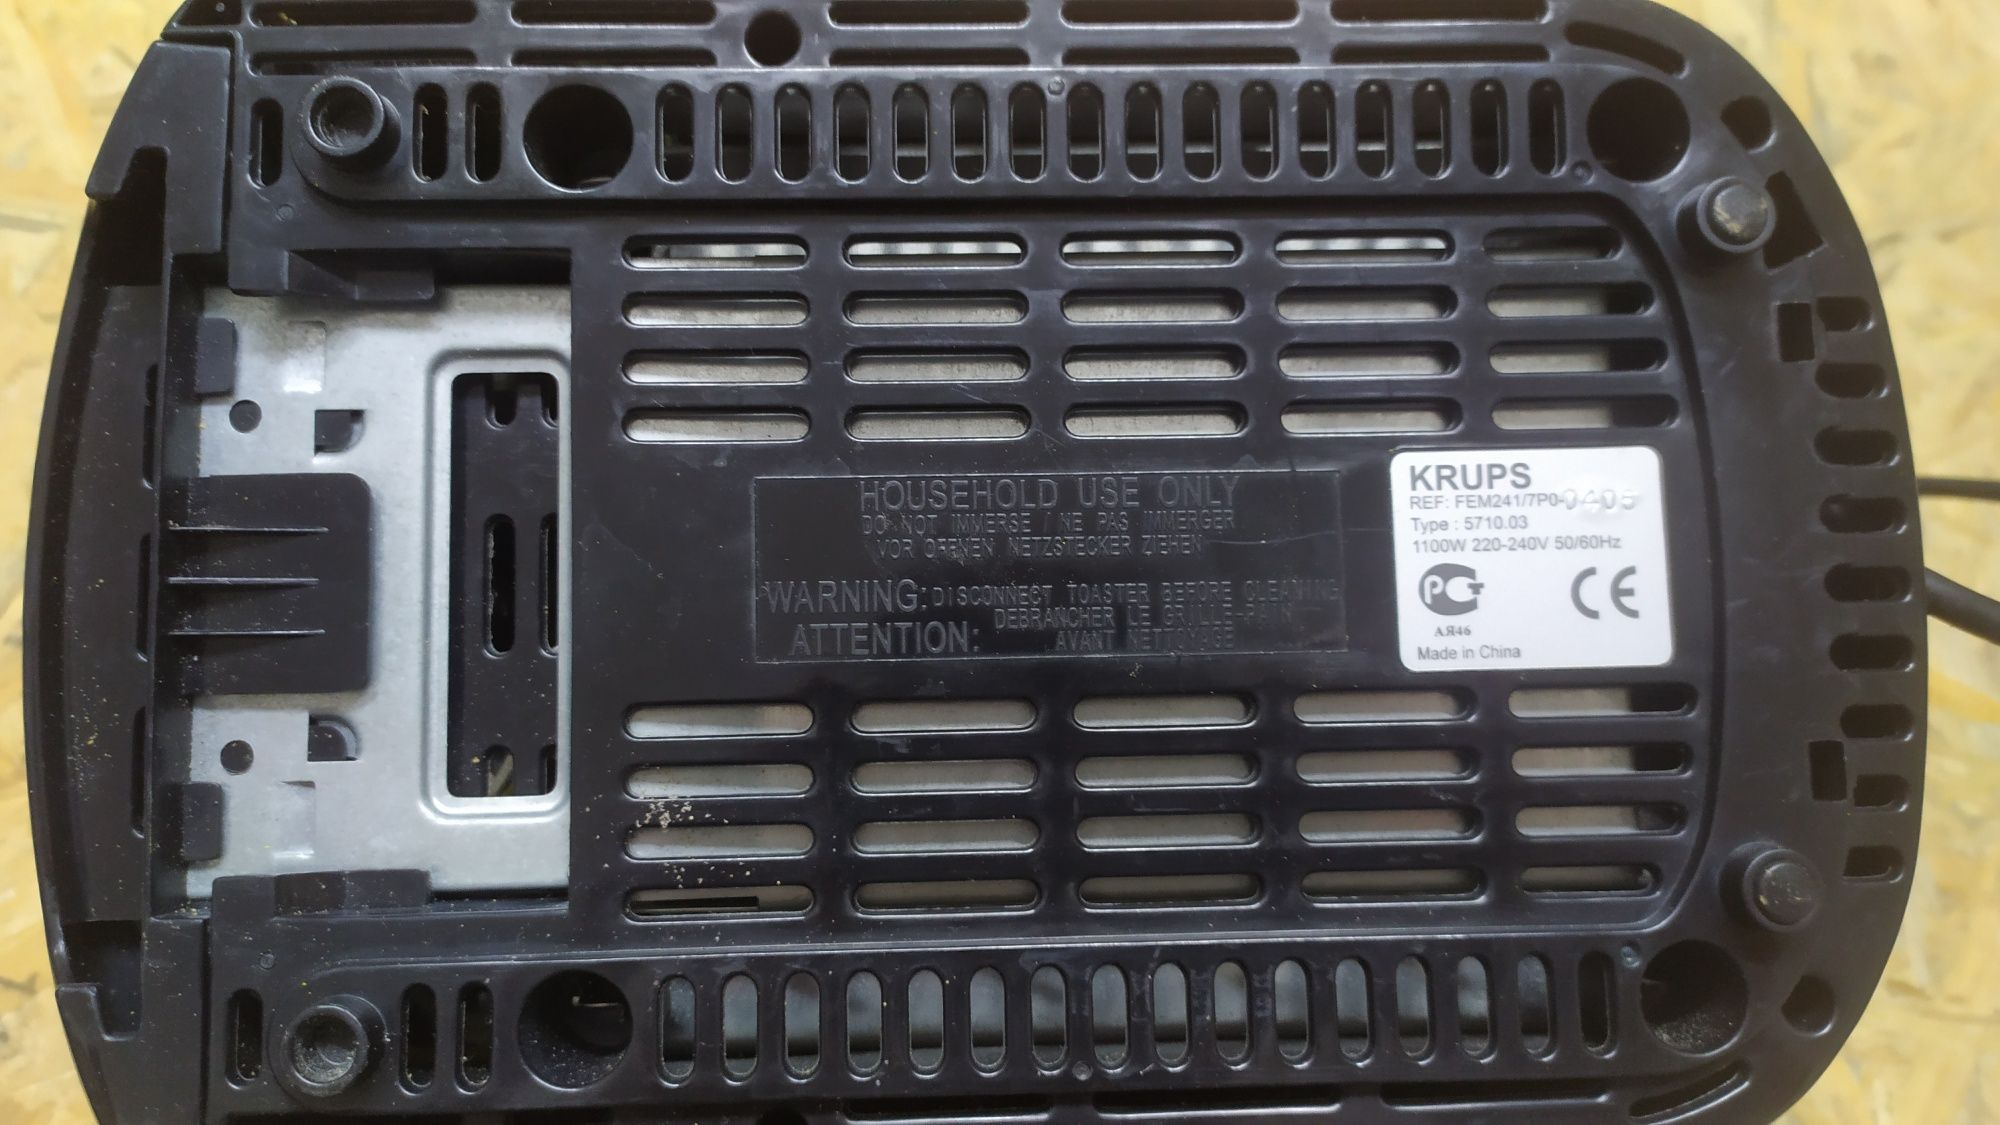 HOUSEHOLD USE ONLY
DO NOT IMMERSE / NE PAS IMMERGER
VOR OFFNEN NETZSTECKER ZIEHEN
WARNING: DISCONNECT TOASTER BEFORE CLEANING
DEBRANCHER LE GRILLE-PAIN
ATTENTION: AVANT NETTOYAGE
KRUPS
REF: FEM241/7P0-0405
Type : 5710.03
1100W 220-240V 50/60Hz
РСТ CE
АЯ46
Made in China